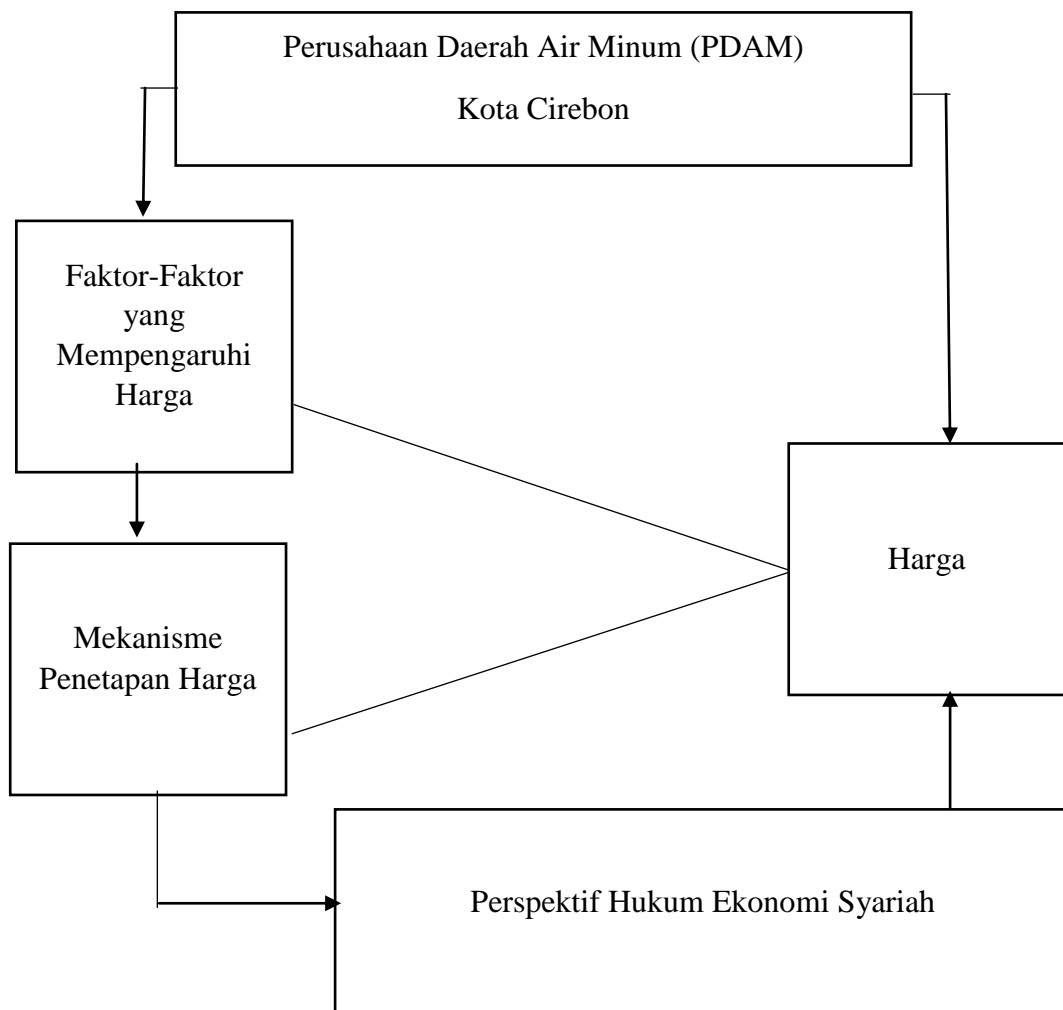 Perusahaan Daerah Air Minum (PDAM)
Kota Cirebon
Faktor-Faktor
yang
Mempengaruhi
Harga
Harga
Mekanisme
Penetapan Harga
Perspektif Hukum Ekonomi Syariah